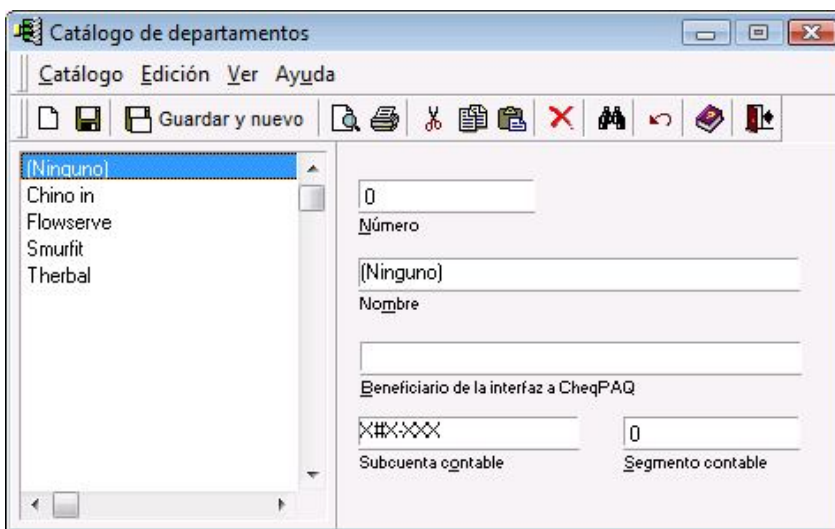 Catálogo de departamentos
Catálogo Edición Ver Ayuda
Guardar y nuevo
(Ninguno)
Chino in
Flowserve
Smurfit
Therbal
0
Número
(Ninguno)
Nombre
Beneficiario de la interfaz a CheqPAQ
X#X-XXX
Subcuenta contable
0
Segmento contable